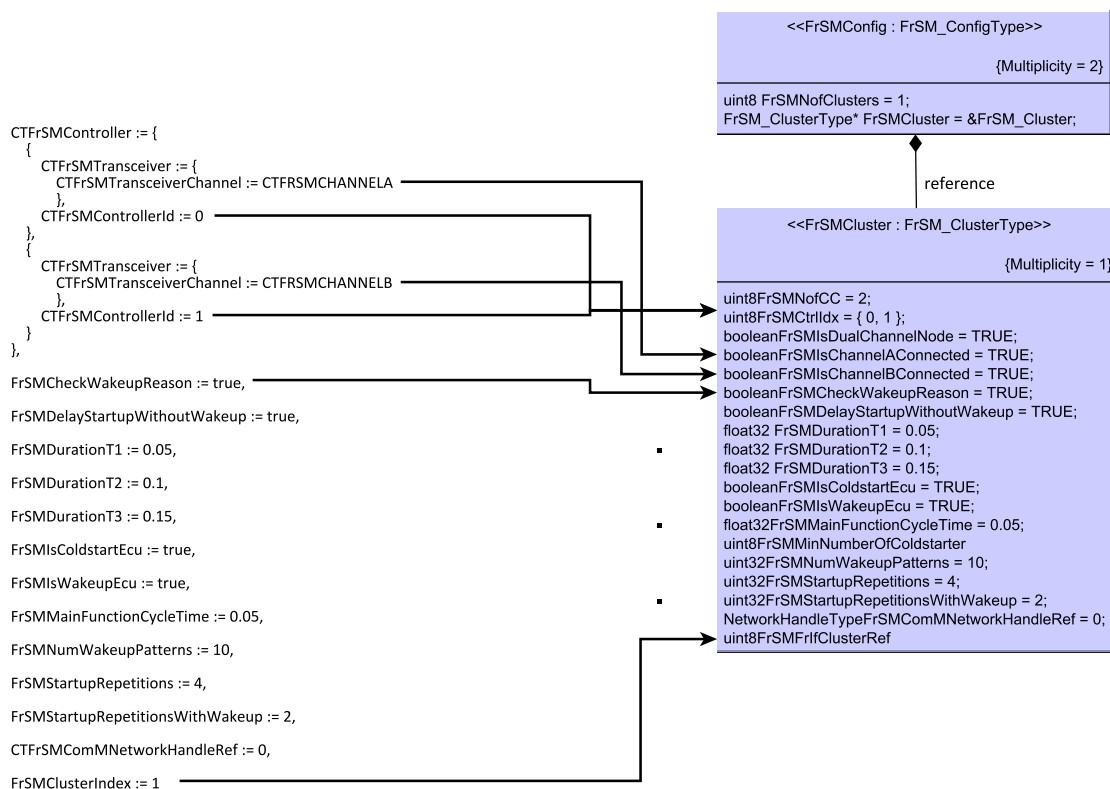 CTFrSMController := {
{
CTFrSMTransceiver := {
CTFrSMTransceiverChannel := CTFRSMCHANNELA
},
CTFrSMControllerId := 0
},
{
CTFrSMTransceiver := {
CTFrSMTransceiverChannel := CTFRSMCHANNELB
},
CTFrSMControllerId := 1
}
},
FrSMCheckWakeupReason := true,
FrSMDelayStartupWithoutWakeup := true,
FrSMDurationT1 := 0.05,
FrSMDurationT2 := 0.1,
FrSMDurationT3 := 0.15,
FrSMIsColdstartEcu := true,
FrSMIsWakeupEcu := true,
FrSMMainFunctionCycleTime := 0.05,
FrSMNumWakeupPatterns := 10,
FrSMStartupRepetitions := 4,
FrSMStartupRepetitionsWithWakeup := 2,
CTFrSMComMNetworkHandleRef := 0,
FrSMClusterIndex := 1
<<FrSMConfig : FrSM_ConfigType>>
{Multiplicity = 2}
uint8 FrSMNofClusters = 1;
FrSM_ClusterType* FrSMCluster = &FrSM_Cluster;
reference
<<FrSMCluster : FrSM_ClusterType>>
{Multiplicity = 1}
uint8FrSMNofCC = 2;
uint8FrSMCtrlIdx = { 0, 1 };
booleanFrSMIsDualChannelNode = TRUE;
booleanFrSMIsChannelAConnected = TRUE;
booleanFrSMIsChannelBConnected = TRUE;
booleanFrSMCheckWakeupReason = TRUE;
booleanFrSMDelayStartupWithoutWakeup = TRUE;
float32 FrSMDurationT1 = 0.05;
float32 FrSMDurationT2 = 0.1;
float32 FrSMDurationT3 = 0.15;
booleanFrSMIsColdstartEcu = TRUE;
booleanFrSMIsWakeupEcu = TRUE;
float32FrSMMainFunctionCycleTime = 0.05;
uint8FrSMMinNumberOfColdstarter
uint32FrSMNumWakeupPatterns = 10;
uint32FrSMStartupRepetitions = 4;
uint32FrSMStartupRepetitionsWithWakeup = 2;
NetworkHandleTypeFrSMComMNetworkHandleRef = 0;
uint8FrSMFrIfClusterRef